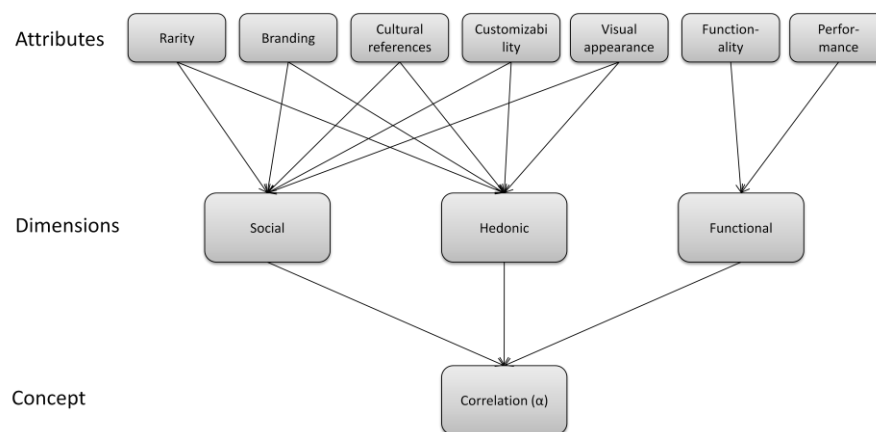 Attributes
Rarity
Branding
Cultural
references
Customizabi
lity
Visual
appearance
Function-
ality
Perfor-
mance
Dimensions
Social
Hedonic
Functional
Concept
Correlation (α)